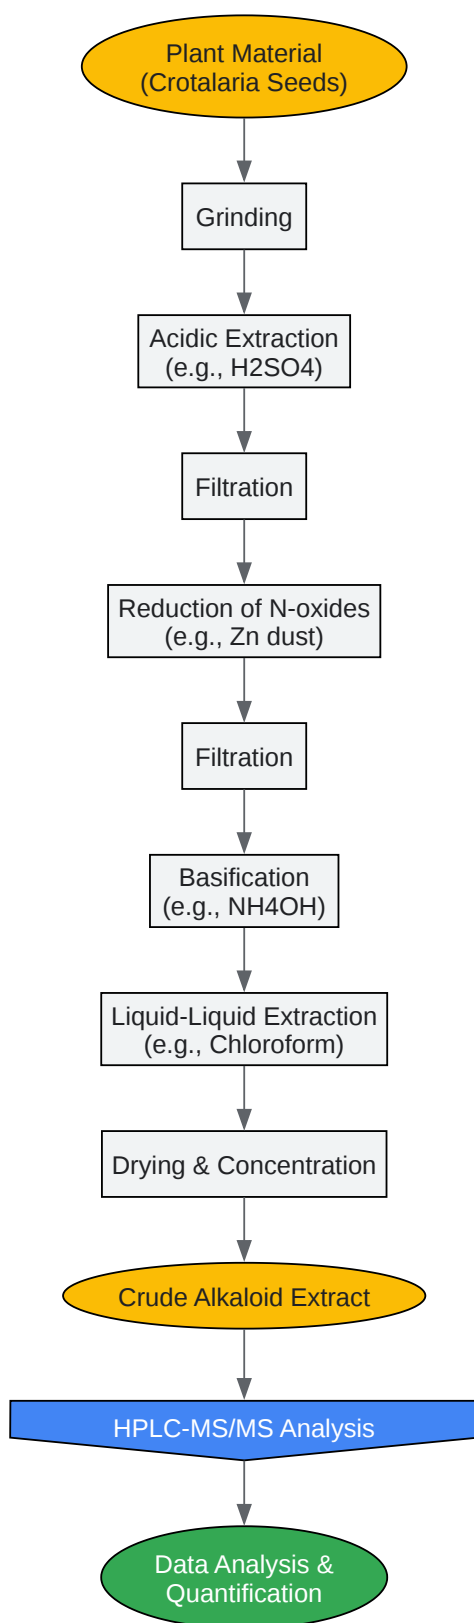 Plant Material
(Crotalaria Seeds)
Grinding
Acidic Extraction
(e.g., H2SO4)
Filtration
Reduction of N-oxides
(e.g., Zn dust)
Filtration
Basification
(e.g., NH4OH)
Liquid-Liquid Extraction
(e.g., Chloroform)
Drying & Concentration
Crude Alkaloid Extract
HPLC-MS/MS Analysis
Data Analysis &
Quantification